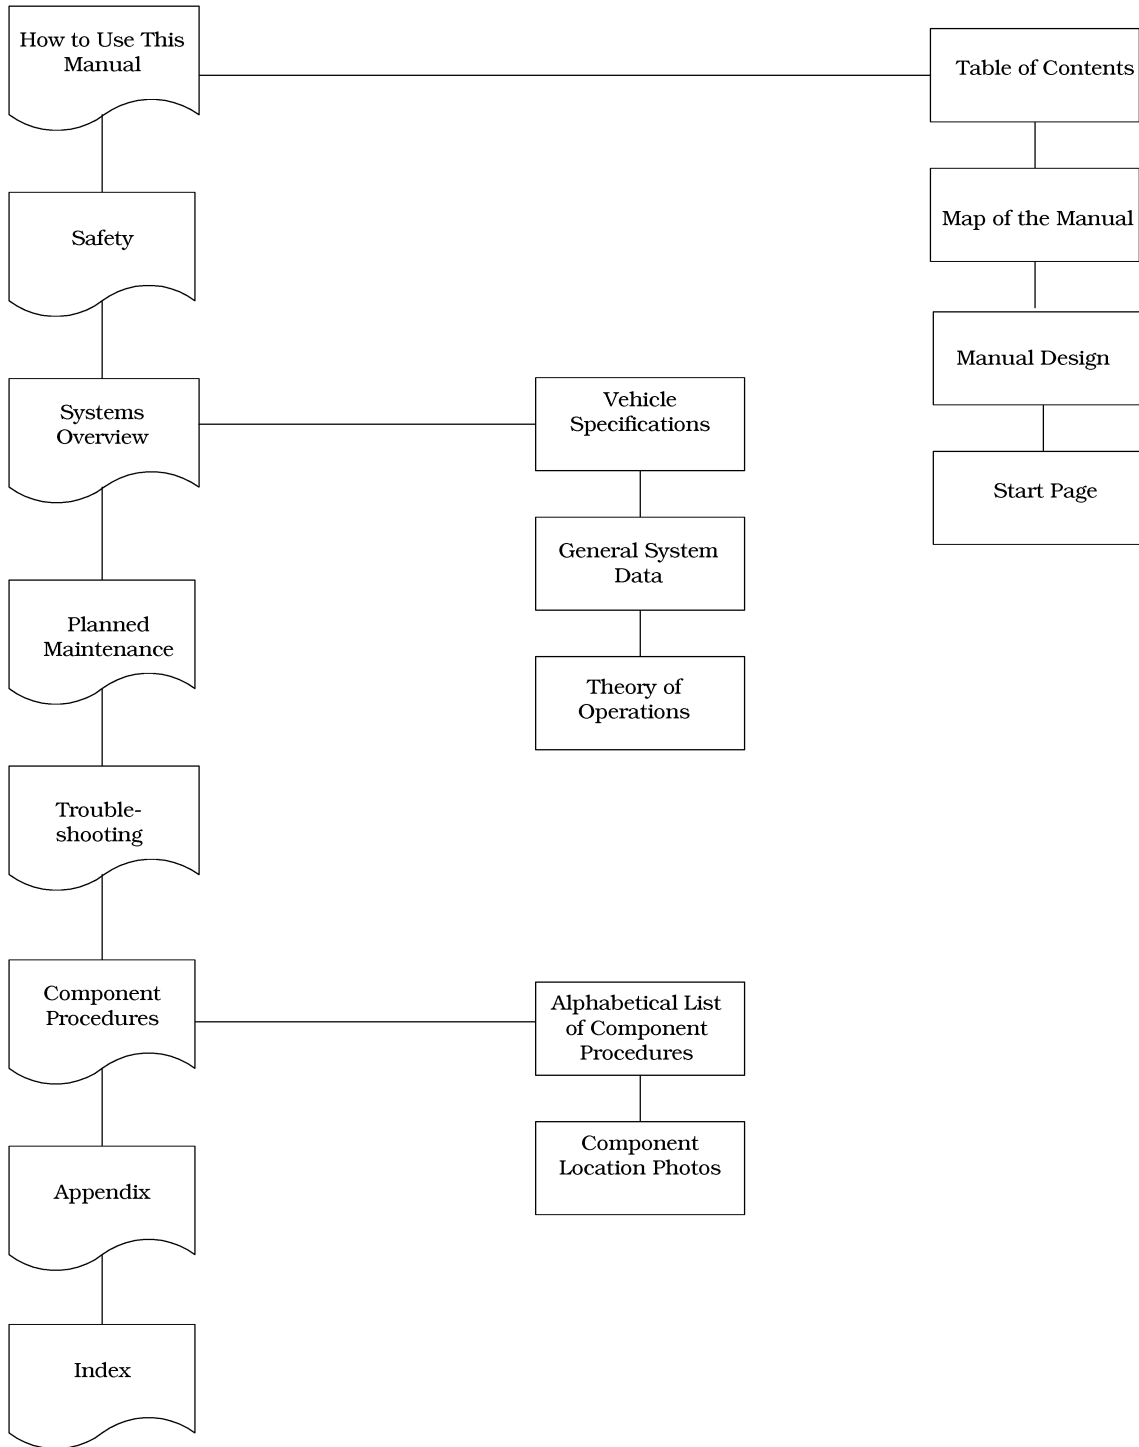 How to Use This
Manual
Table of Contents
Safety
Map of the Manual
Manual Design
Systems
Overview
Vehicle
Specifications
Start Page
General System
Data
Planned
Maintenance
Theory of
Operations
Trouble-
shooting
Component
Procedures
Alphabetical List
of Component
Procedures
Component
Location Photos
Appendix
Index